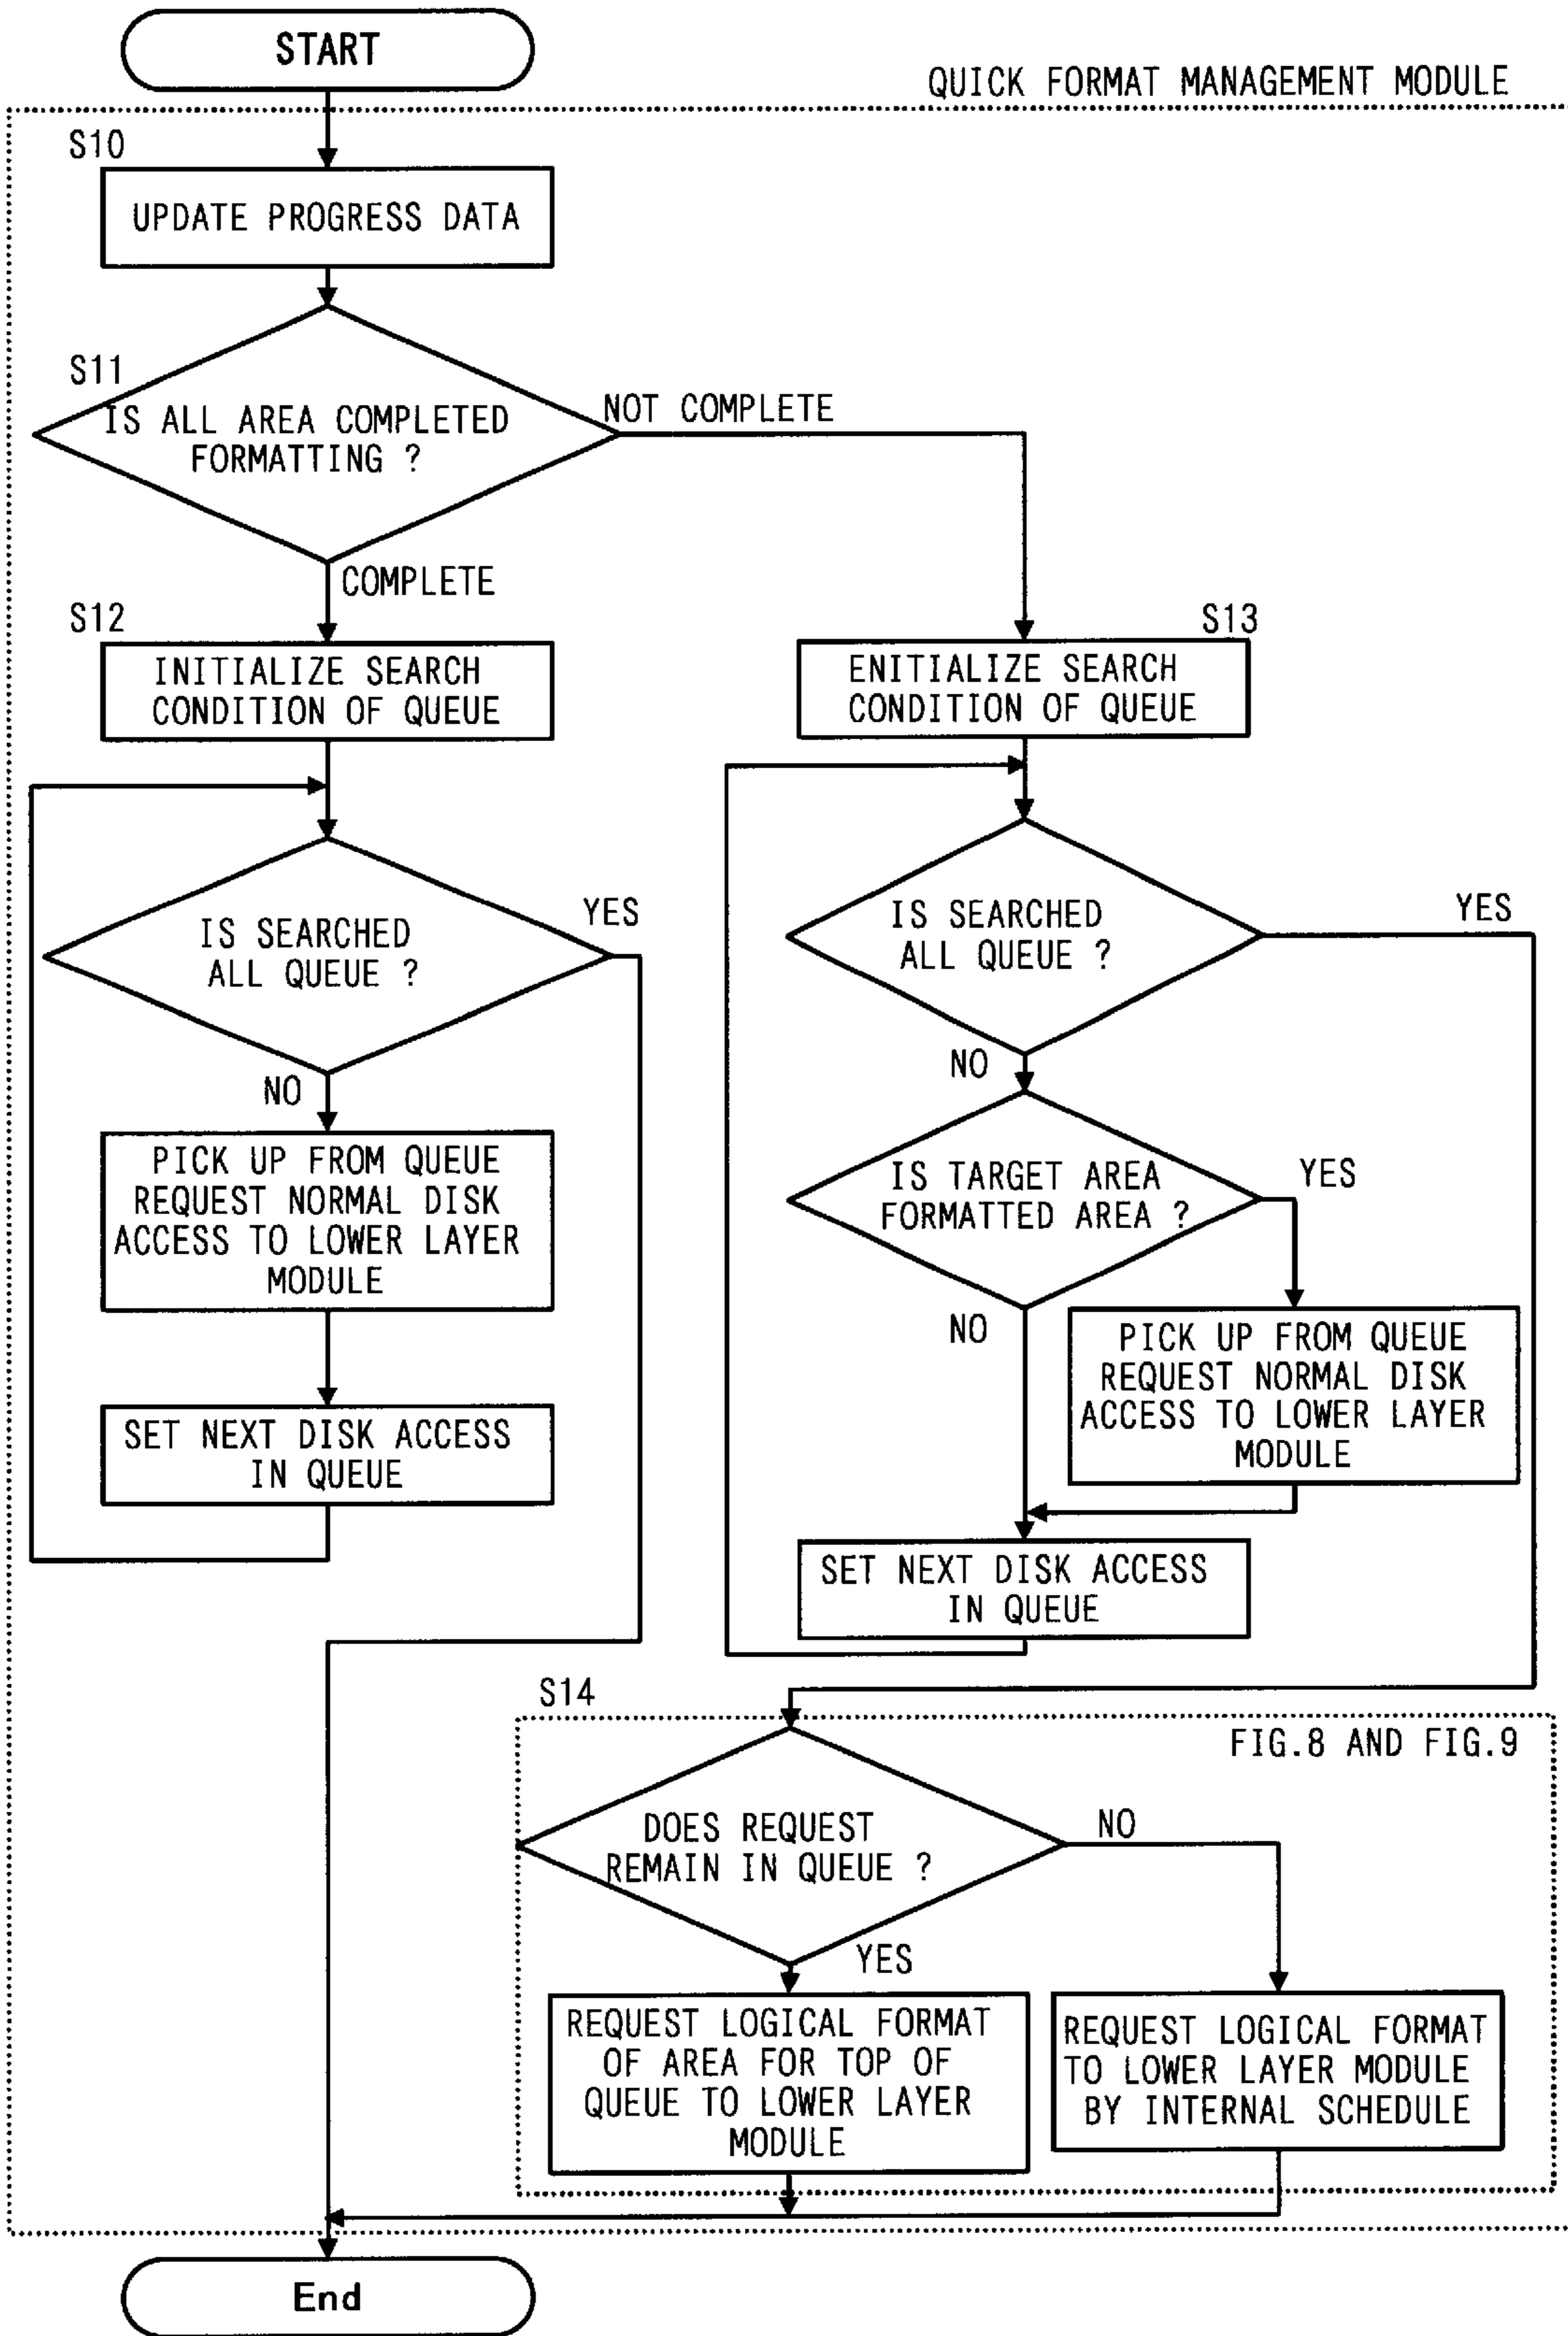 START
QUICK FORMAT MANAGEMENT MODULE
S10
UPDATE PROGRESS DATA
S11
IS ALL AREA COMPLETED
FORMATTING ?
NOT COMPLETE
COMPLETE
S12
INITIALIZE SEARCH
CONDITION OF QUEUE
S13
ENITIALIZE SEARCH
CONDITION OF QUEUE
IS SEARCHED
ALL QUEUE ?
YES
NO
PICK UP FROM QUEUE
REQUEST NORMAL DISK
ACCESS TO LOWER LAYER
MODULE
SET NEXT DISK ACCESS
IN QUEUE
IS SEARCHED
ALL QUEUE ?
YES
NO
IS TARGET AREA
FORMATTED AREA ?
YES
NO
PICK UP FROM QUEUE
REQUEST NORMAL DISK
ACCESS TO LOWER LAYER
MODULE
SET NEXT DISK ACCESS
IN QUEUE
S14
FIG.8 AND FIG.9
DOES REQUEST
REMAIN IN QUEUE ?
NO
YES
REQUEST LOGICAL FORMAT
OF AREA FOR TOP OF
QUEUE TO LOWER LAYER
MODULE
REQUEST LOGICAL FORMAT
TO LOWER LAYER MODULE
BY INTERNAL SCHEDULE
End